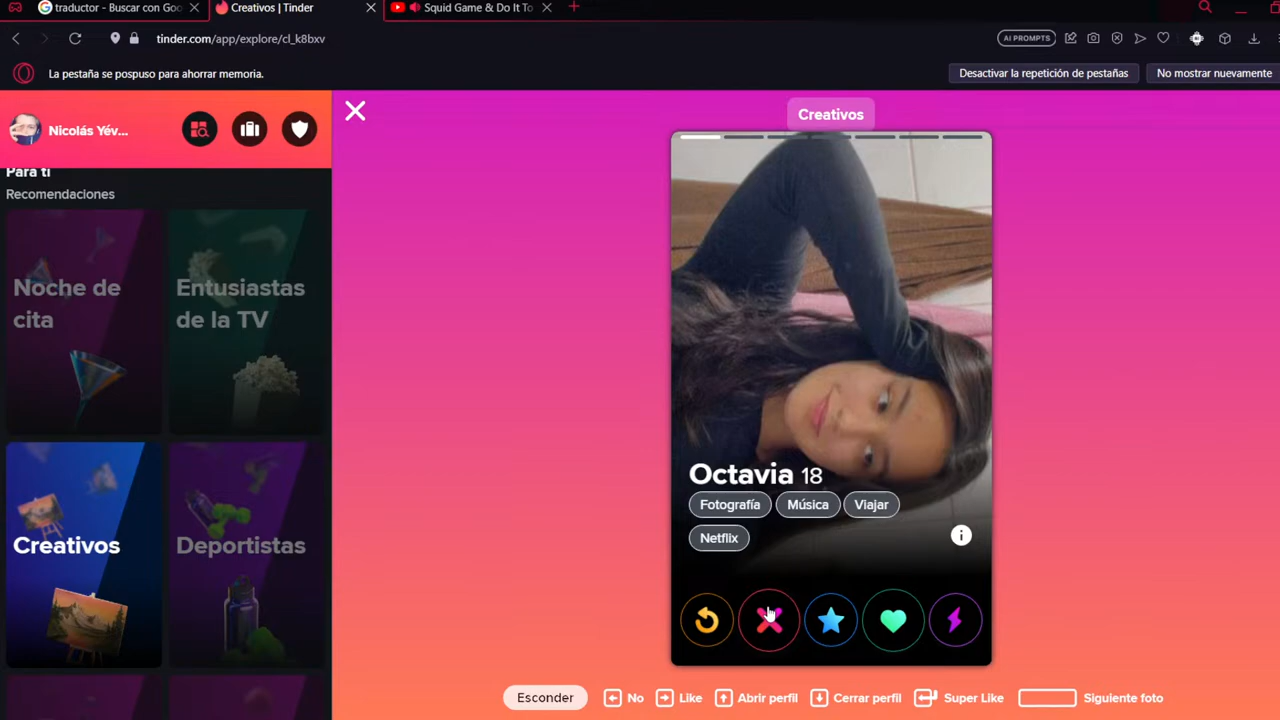 traductor - Buscar con Goo
Creativos | Tinder
Squid Game & Do It To
tinder.com/app/explore/cl_k8bxv
AI PROMPTS
La pestaña se pospuso para ahorrar memoria.
Desactivar la repetición de pestañas
No mostrar nuevamente
Nicolás Yév...
Para ti
Recomendaciones
Noche de
cita
Entusiastas
de la TV
Creativos
Deportistas
Creativos
Octavia 18
Fotografía
Música
Viajar
Netflix
Esconder
No
Like
Abrir perfil
Cerrar perfil
Super Like
Siguiente foto